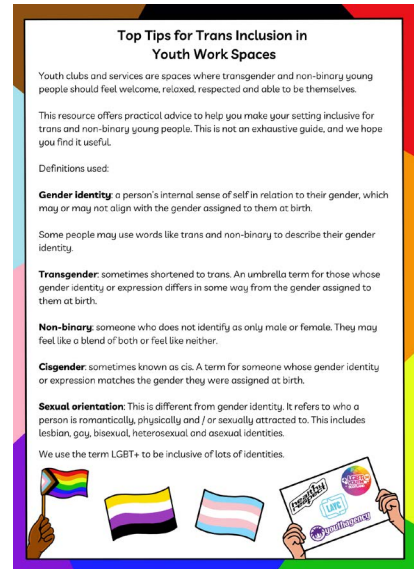 Top Tips for Trans Inclusion in
Youth Work Spaces
Youth clubs and services are spaces where transgender and non-binary young
people should feel welcome, relaxed, respected and able to be themselves.
This resource offers practical advice to help you make your setting inclusive for
trans and non-binary young people. This is not an exhaustive guide, and we hope
you find it useful.
Definitions used:
Gender identity: a person's internal sense of self in relation to their gender, which
may or may not align with the gender assigned to them at birth.
Some people may use words like trans and non-binary to describe their gender
identity.
Transgender: sometimes shortened to trans. An umbrella term for those whose
gender identity or expression differs in some way from the gender assigned to
them at birth.
Non-binary: someone who does not identify as only male or female. They may
feel like a blend of both or feel like neither.
Cisgender: sometimes known as cis. A term for someone whose gender identity
or expression matches the gender they were assigned at birth.
Sexual orientation: This is different from gender identity. It refers to who a
person is romantically, physically and / or sexually attracted to. This includes
lesbian, gay, bisexual, heterosexual and asexual identities.
We use the term LGBT+ to be inclusive of lots of identities.
LGBT+
YOUTH
LAYC
youthagency